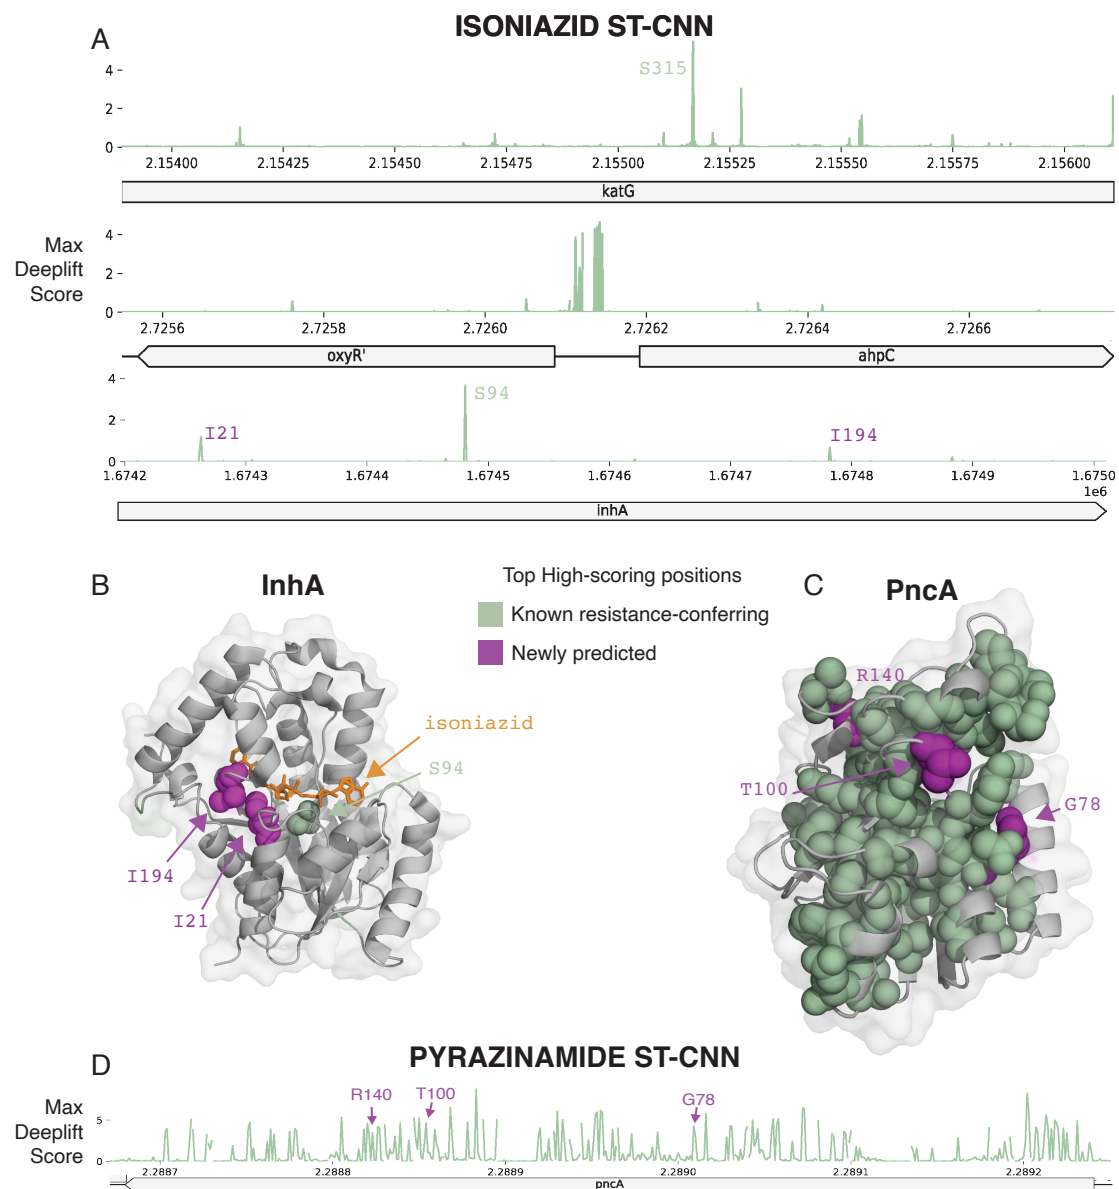 A
ISONIAZID ST-CNN
S315
4
2
0
2.15400 2.15425 2.15450 2.15475 2.15500 2.15525 2.15550 2.15575 2.15600
katG
Max
Deeplift
Score
4
2
0
2.7256 2.7258 2.7260 2.7262 2.7264 2.7266
oxyR' ahpC
4
2
0
I21 S94 I194
1.6742 1.6743 1.6744 1.6745 1.6746 1.6747 1.6748 1.6749 1.6750
1e6
inhA
B InhA
Top High-scoring positions
Known resistance-conferring
Newly predicted
C PncA
isoniazid
S94
I194
I21
R140
T100
G78
D
PYRAZINAMIDE ST-CNN
Max
Deeplift
Score
5
0
R140 T100 G78
2.2887 2.2888 2.2889 2.2890 2.2891 2.2892
pncA